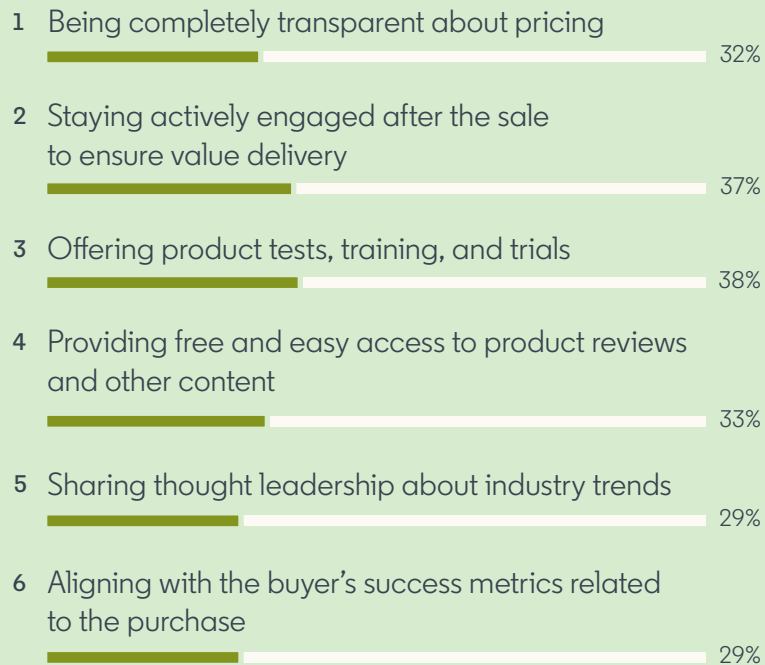 1 Being completely transparent about pricing
32%
2 Staying actively engaged after the sale
to ensure value delivery
37%
3 Offering product tests, training, and trials
38%
4 Providing free and easy access to product reviews
and other content
33%
5 Sharing thought leadership about industry trends
29%
6 Aligning with the buyer’s success metrics related
to the purchase
29%